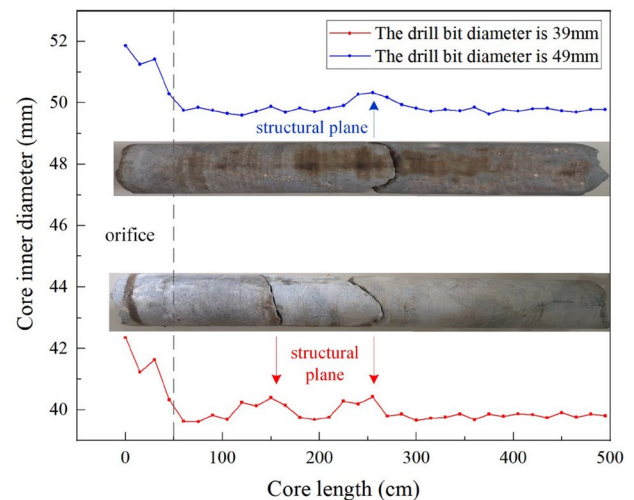 The drill bit diameter is 39mm
The drill bit diameter is 49mm
52
50
48
46
44
42
40
Core inner diameter (mm)
structural plane
orifice
structural
plane
0
100
200
300
400
500
Core length (cm)